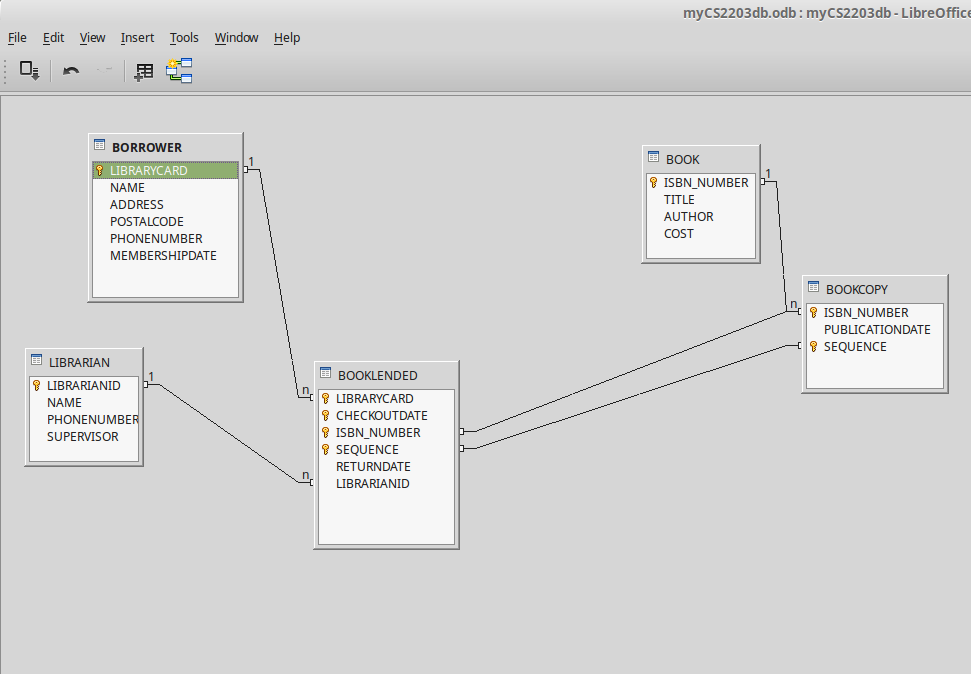 myCS2203db.odb : myCS2203db - LibreOffice
File Edit View Insert Tools Window Help
BORROWER
LIBRARYCARD
NAME
ADDRESS
POSTALCODE
PHONENUMBER
MEMBERSHIPDATE
1
BOOK
ISBN_NUMBER
TITLE
AUTHOR
COST
1
n
BOOKCOPY
ISBN_NUMBER
PUBLICATIONDATE
SEQUENCE
LIBRARIAN
LIBRARIANID
NAME
PHONENUMBER
SUPERVISOR
1
n
n
BOOKLENDED
LIBRARYCARD
CHECKOUTDATE
ISBN_NUMBER
SEQUENCE
RETURNDATE
LIBRARIANID